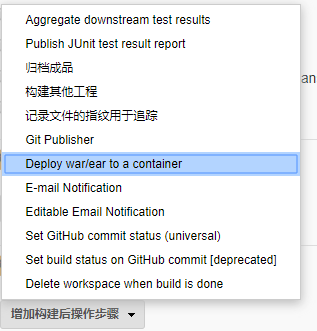 Aggregate downstream test results
Publish JUnit test result report
归档成品
构建其他工程
记录文件的指纹用于追踪
Git Publisher
Deploy war/ear to a container
E-mail Notification
Editable Email Notification
Set GitHub commit status (universal)
Set build status on GitHub commit [deprecated]
Delete workspace when build is done
an
增加构建后操作步骤